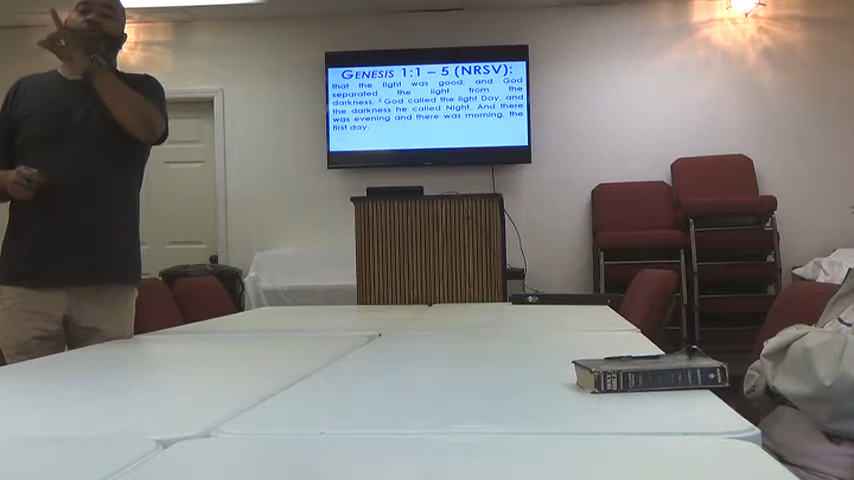 GENESIS 1:1 – 5 (NRSV):
that the light was good; and God
separated the light from the
darkness. ⁵ God called the light Day, and
the darkness he called Night. And there
was evening and there was morning, the
first day.